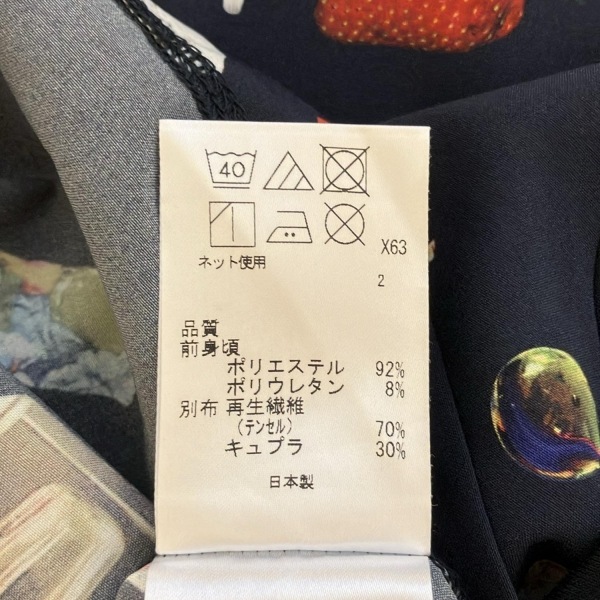 40
ネット使用
X63
2
品質
前身頃
ポリエステル 92%
ポリウレタン 8%
別布 再生繊維
(テンセル) 70%
キュプラ 30%
日本製